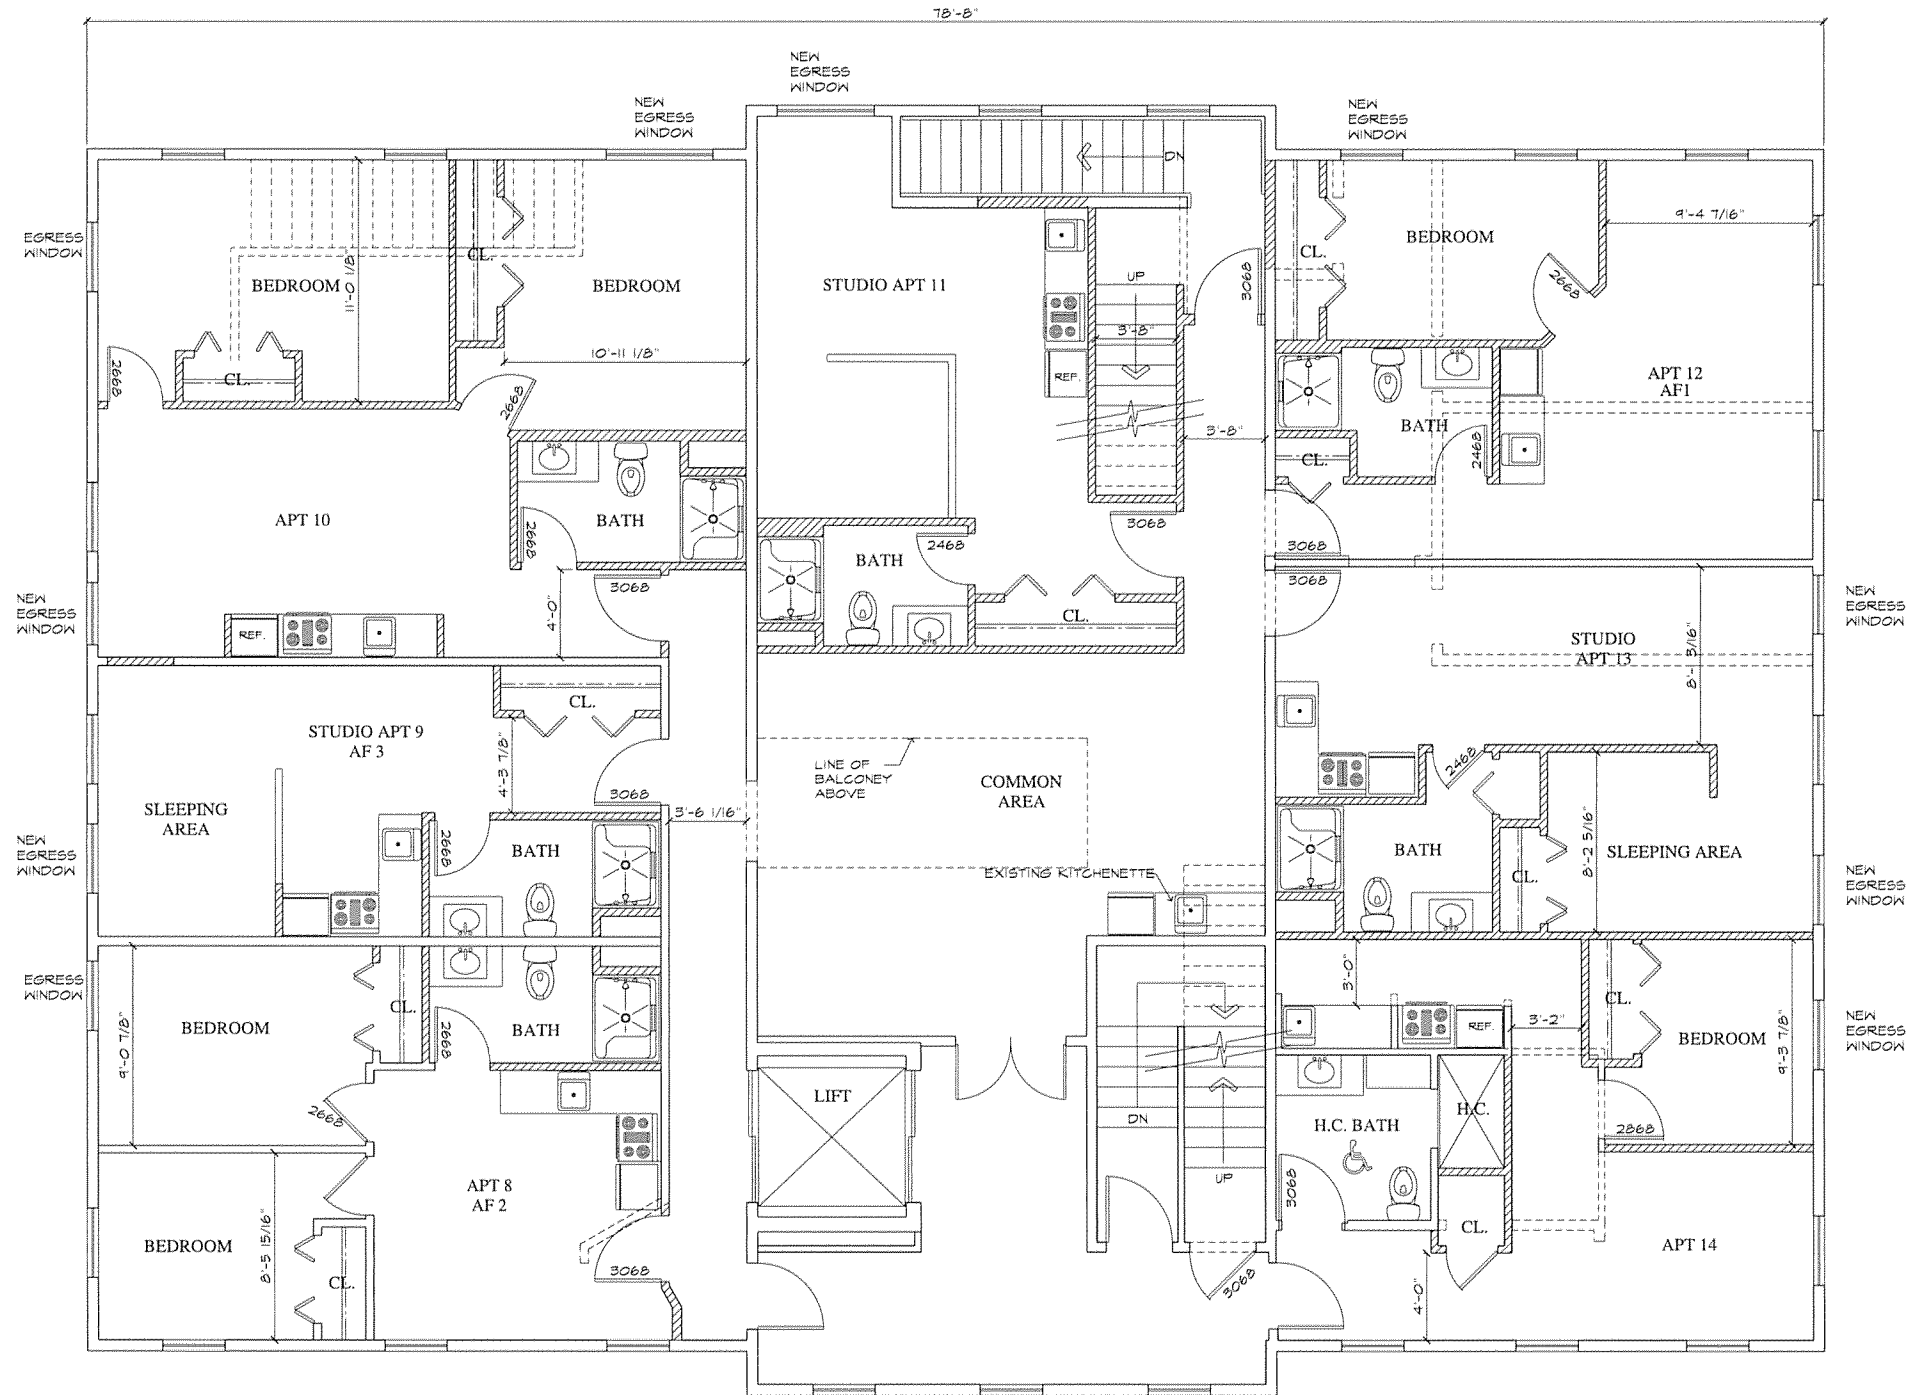 78'-8"
NEW
EGRESS
WINDOW
NEW
EGRESS
WINDOW
NEW
EGRESS
WINDOW
DN
9'-4 7/16"
EGRESS
WINDOW
CL.
BEDROOM
11'-0 1/8"
BEDROOM
STUDIO APT 11
UP
3068
CL.
BEDROOM
2668
3'-8"
10'-11 1/8"
2668
CL.
2668
REF.
APT 12
AF1
3'-8"
BATH
2468
CL.
APT 10
2668
BATH
3068
2468
BATH
3068
3068
3068
NEW
EGRESS
WINDOW
4'-0"
CL.
REF.
STUDIO
APT 13
8'-1 3/16"
NEW
EGRESS
WINDOW
CL.
STUDIO APT 9
AF 3
4'-3 7/8"
3068
LINE OF
BALCONEY
ABOVE
COMMON
AREA
2468
SLEEPING
AREA
3'-6 1/16"
NEW
EGRESS
WINDOW
2668
BATH
EXISTING KITCHENETTE
BATH
CL.
8'-2 5/16"
SLEEPING AREA
NEW
EGRESS
WINDOW
EGRESS
WINDOW
9'-0 7/8"
BEDROOM
CL.
2668
BATH
3'-0"
REF.
3'-2"
CL.
BEDROOM
9'-3 7/8"
NEW
EGRESS
WINDOW
2668
LIFT
DN
UP
H.C. BATH
H.C.
2868
3068
APT 8
AF 2
BEDROOM
8'-5 15/16"
CL.
3068
3068
CL.
4'-0"
APT 14